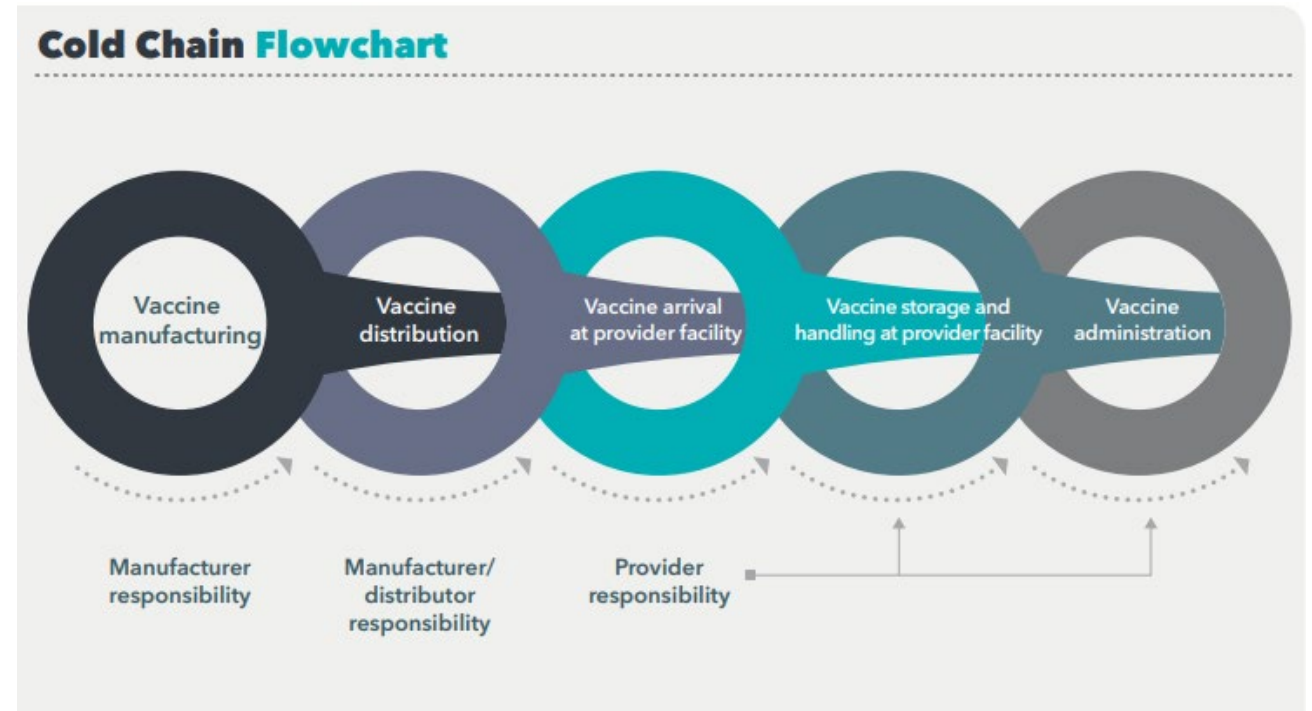 Cold Chain Flowchart
Vaccine
manufacturing
Vaccine
distribution
Vaccine arrival
at provider facility
Vaccine storage and
handling at provider facility
Vaccine
administration
Manufacturer
responsibility
Manufacturer/
distributor
responsibility
Provider
responsibility